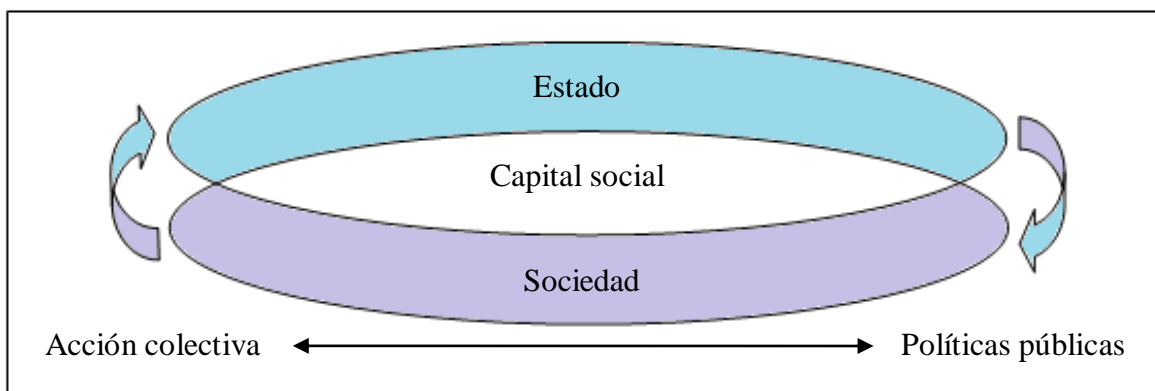 Estado
Capital social
Sociedad
Acción colectiva
Políticas públicas